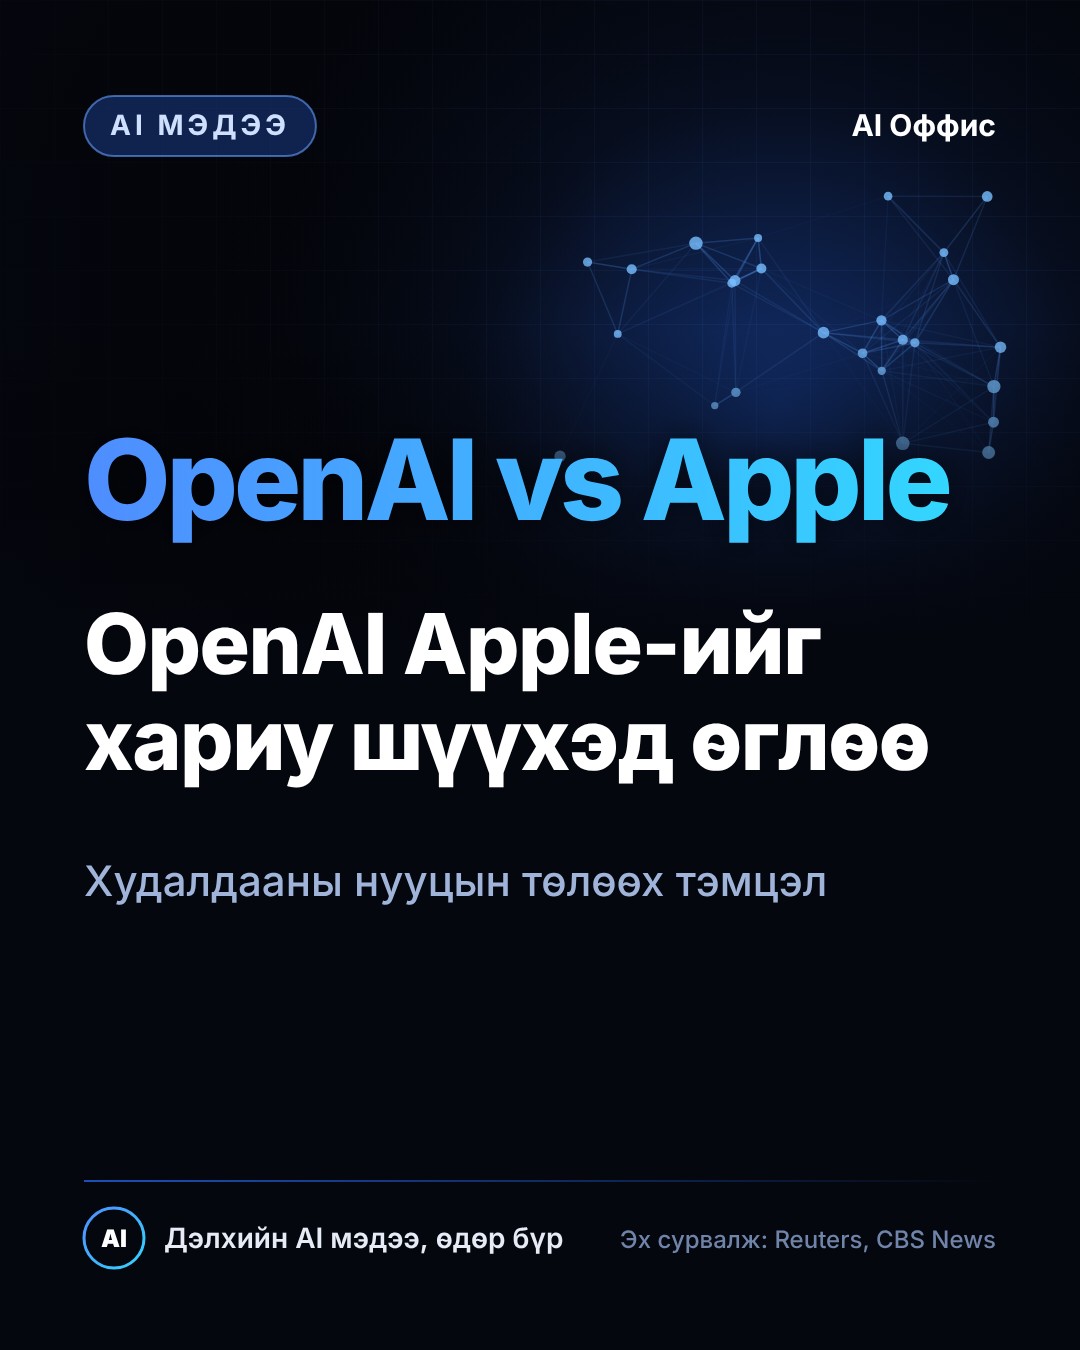 AI МЭДЭЭ
AI Оффис
OpenAI vs Apple
OpenAI Apple-ийг
хариу шүүхэд өглөө
Худалдааны нууцын төлөөх тэмцэл
AI
Дэлхийн AI мэдээ, өдөр бүр
Эх сурвалж: Reuters, CBS News